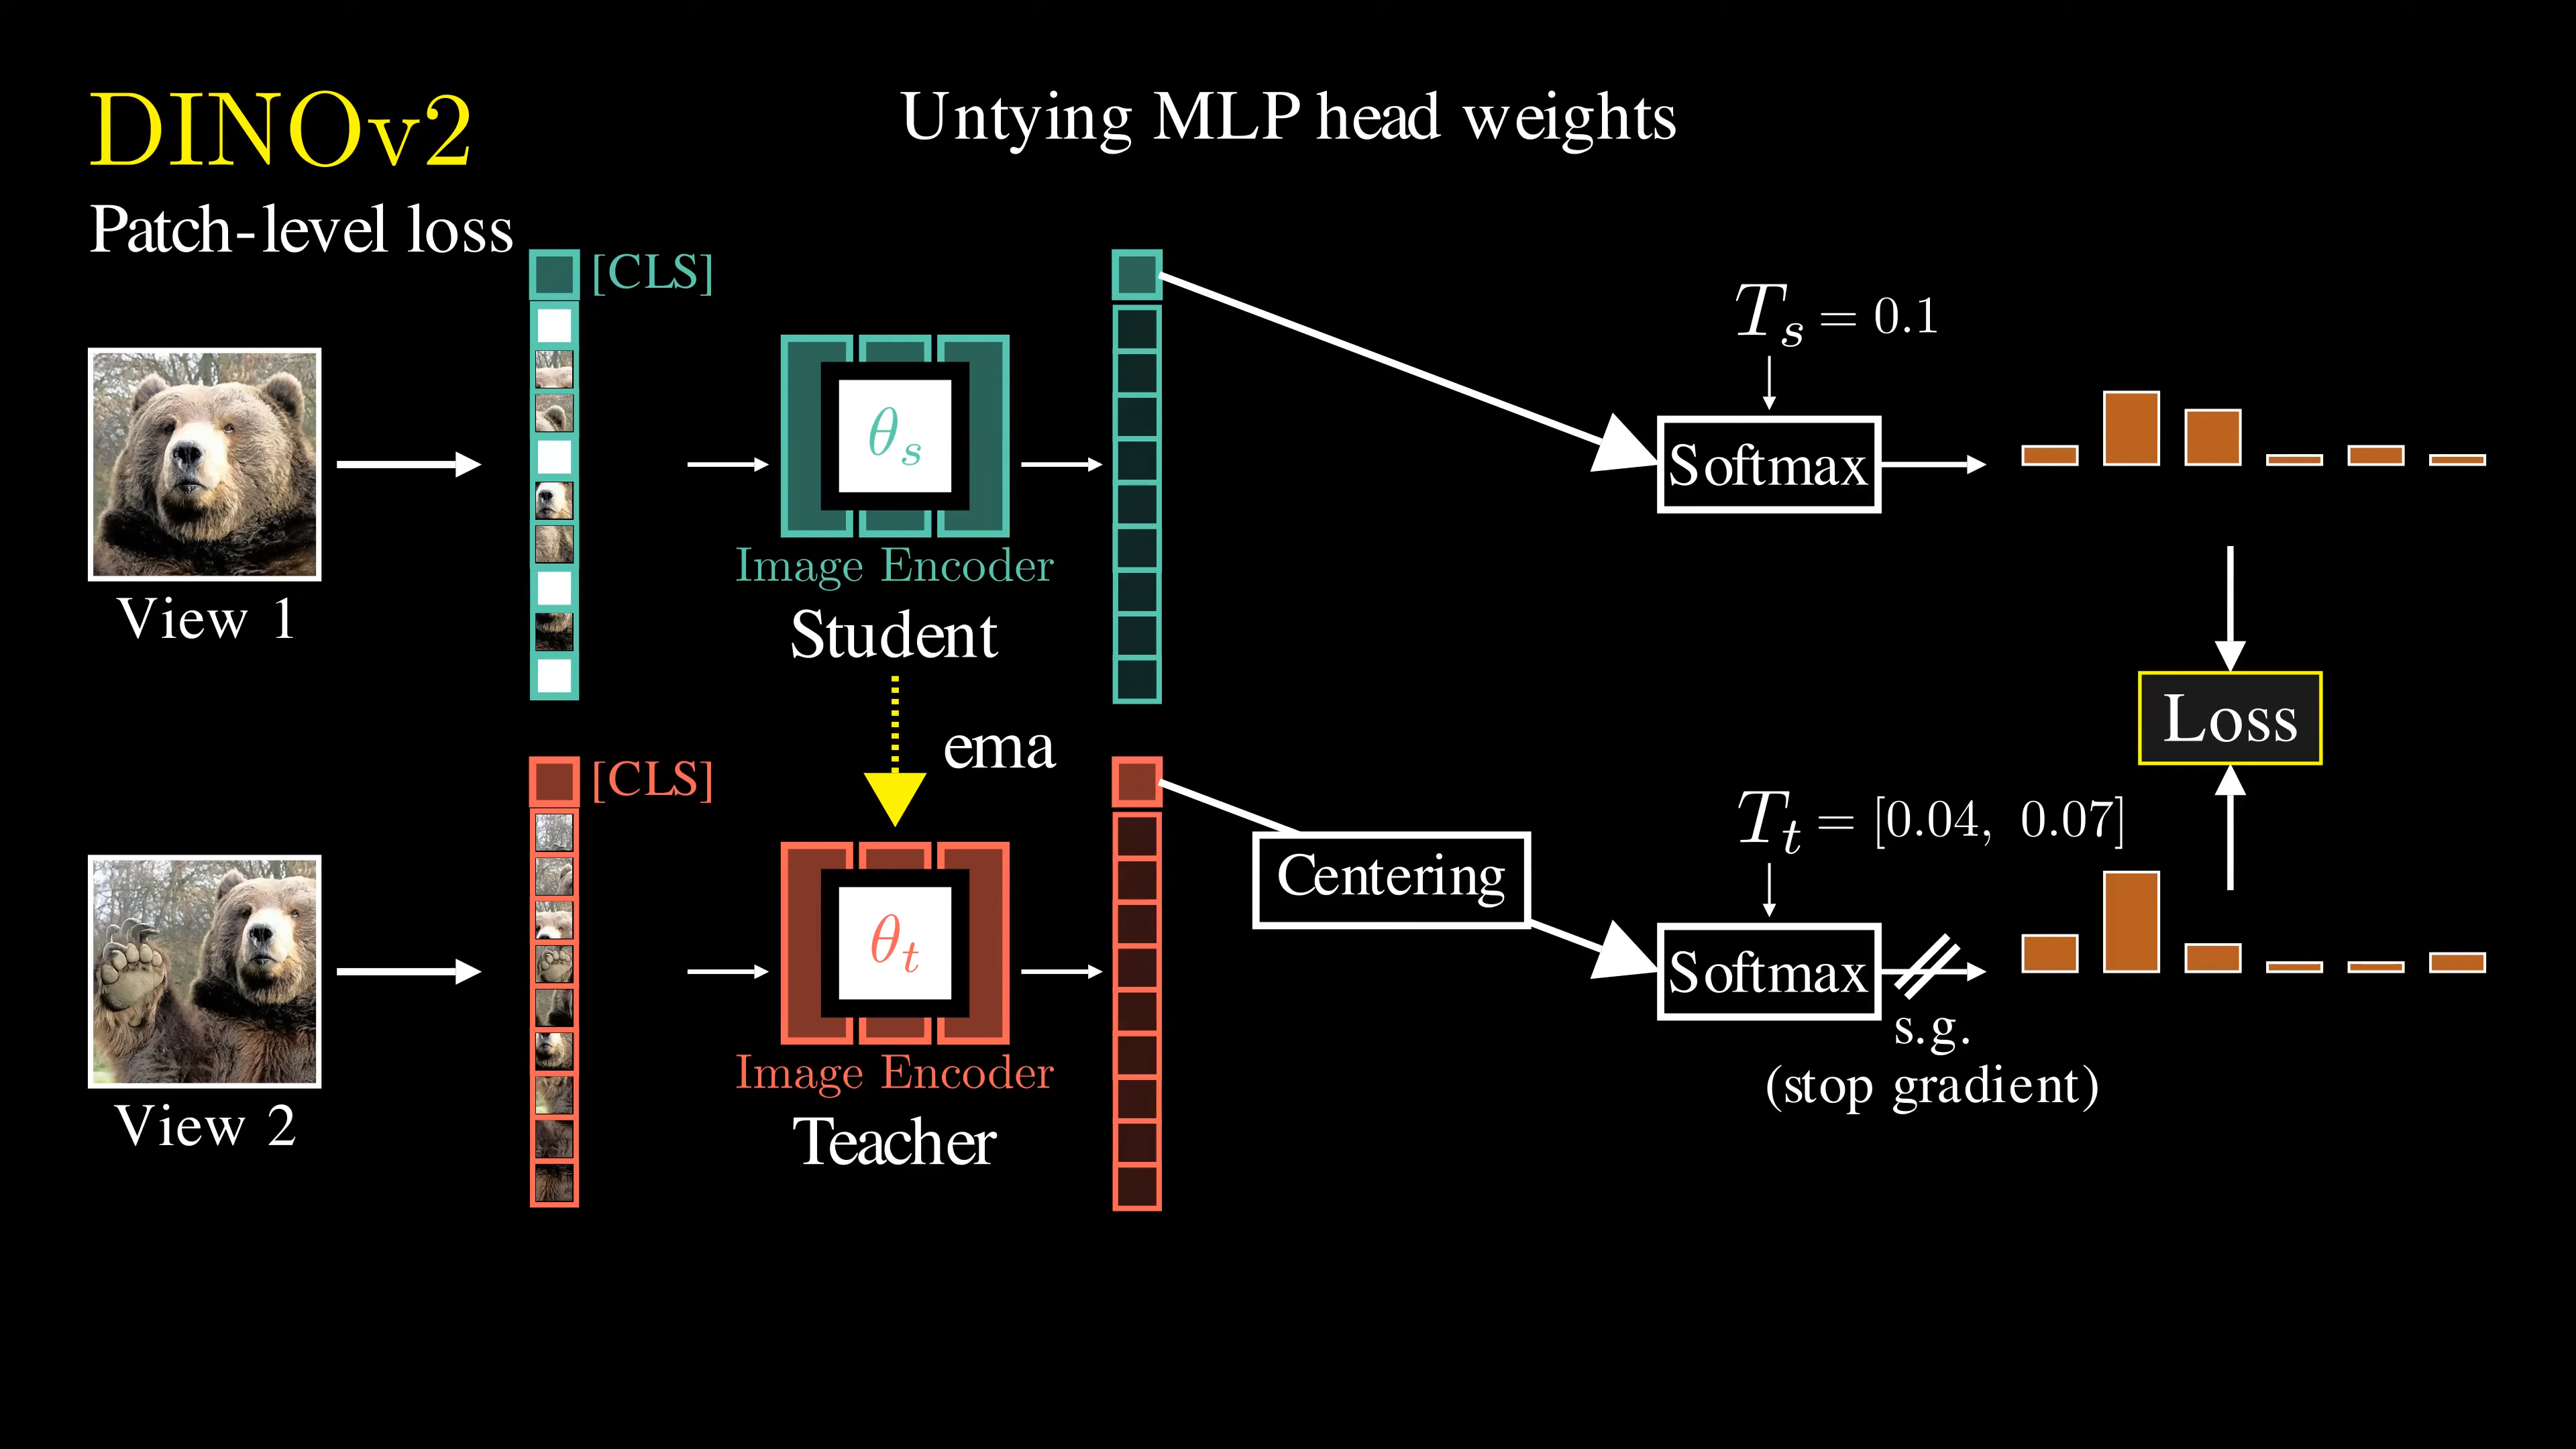 DINOv2
Untying MLP head weights
Patch-level loss
[CLS]
T_s = 0.1
θ_s
Softmax
Image Encoder
View 1
Student
Loss
ema
[CLS]
T_t = [0.04, 0.07]
Centering
θ_t
Softmax
s.g.
Image Encoder
(stop gradient)
View 2
Teacher